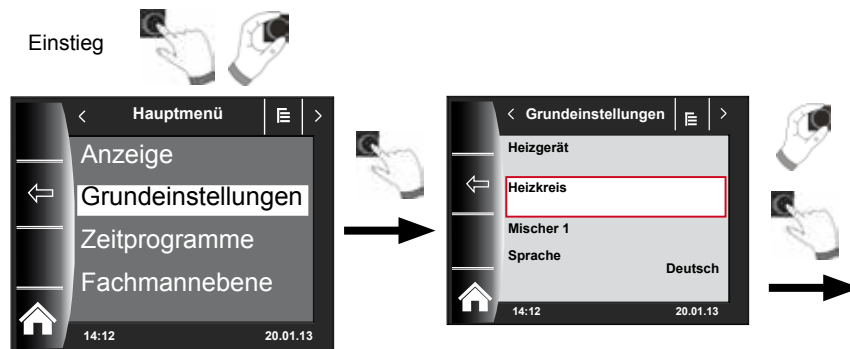 Einstieg
Hauptmenü
Anzeige
Grundeinstellungen
Zeitprogramme
Fachmannebene
14:12 20.01.13
Grundeinstellungen
Heizgerät
Heizkreis
Mischer 1
Sprache
Deutsch
14:12 20.01.13